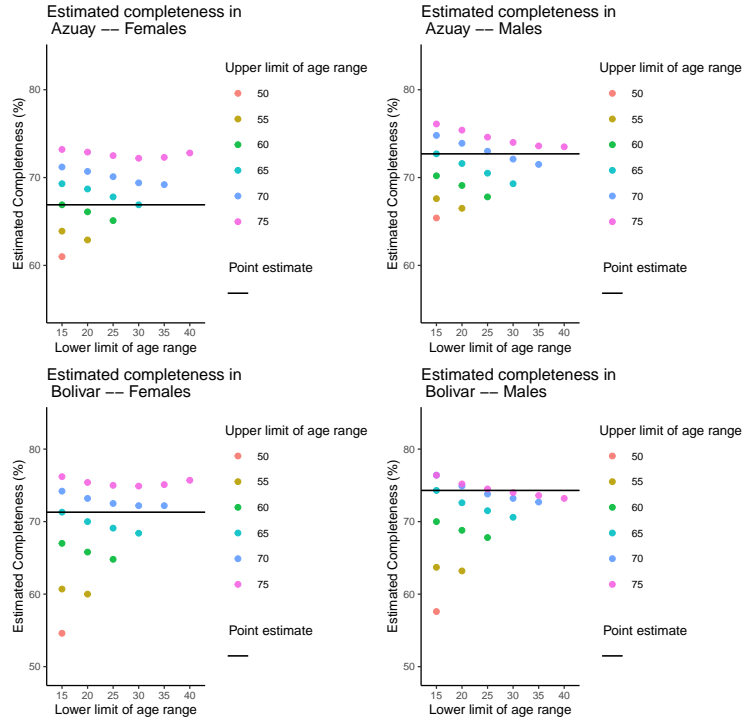 Estimated completeness in
Azuay −− Females
Estimated Completeness (%)
80
70
60
15 20 25 30 35 40
Lower limit of age range
Upper limit of age range
50
55
60
65
70
75
Point estimate
Estimated completeness in
Azuay −− Males
Estimated Completeness (%)
80
70
60
15 20 25 30 35 40
Lower limit of age range
Upper limit of age range
50
55
60
65
70
75
Point estimate
Estimated completeness in
Bolivar −− Females
Estimated Completeness (%)
80
70
60
50
15 20 25 30 35 40
Lower limit of age range
Upper limit of age range
50
55
60
65
70
75
Point estimate
Estimated completeness in
Bolivar −− Males
Estimated Completeness (%)
80
70
60
50
15 20 25 30 35 40
Lower limit of age range
Upper limit of age range
50
55
60
65
70
75
Point estimate